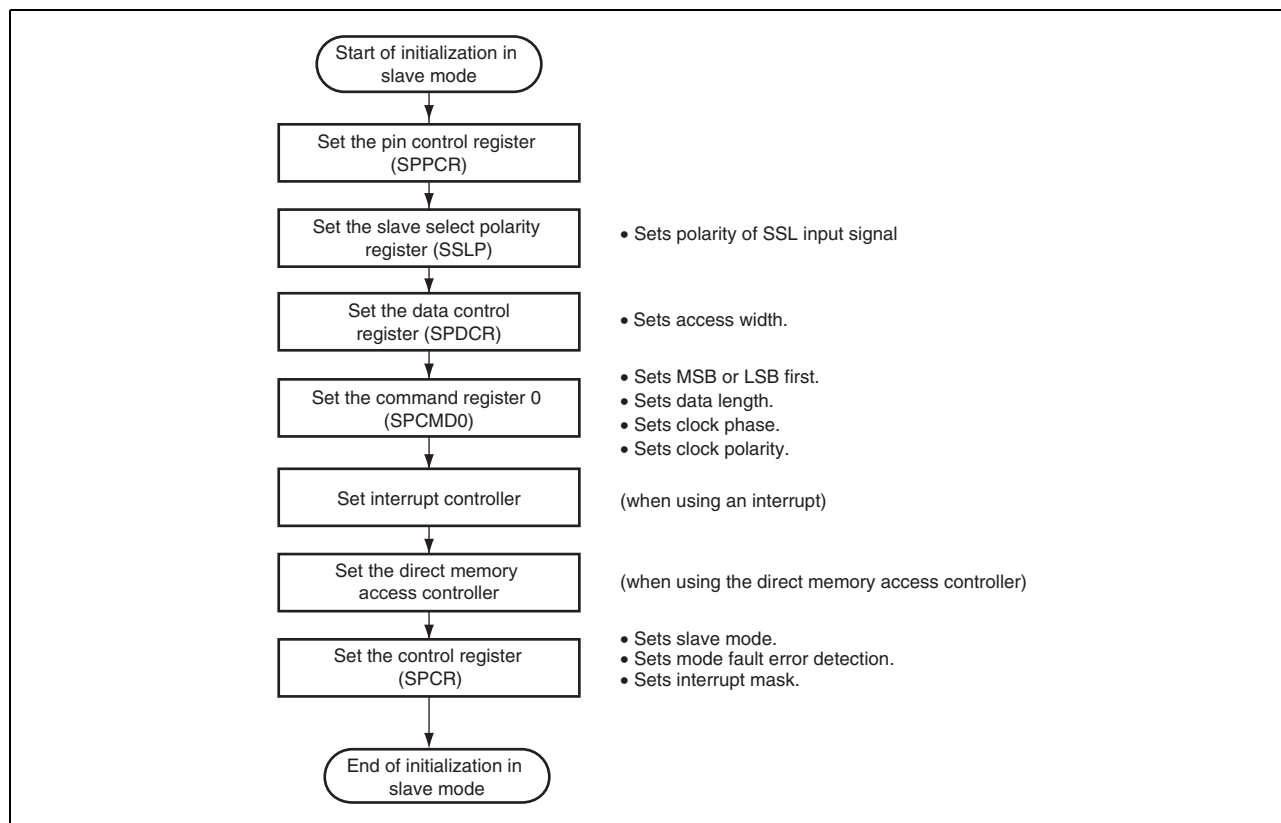 Start of initialization in
slave mode
Set the pin control register
(SPPCR)
Set the slave select polarity
register (SSLP)
• Sets polarity of SSL input signal
Set the data control
register (SPDCR)
• Sets access width.
Set the command register 0
(SPCMD0)
• Sets MSB or LSB first.
• Sets data length.
• Sets clock phase.
• Sets clock polarity.
Set interrupt controller
(when using an interrupt)
Set the direct memory
access controller
(when using the direct memory access controller)
Set the control register
(SPCR)
• Sets slave mode.
• Sets mode fault error detection.
• Sets interrupt mask.
End of initialization in
slave mode